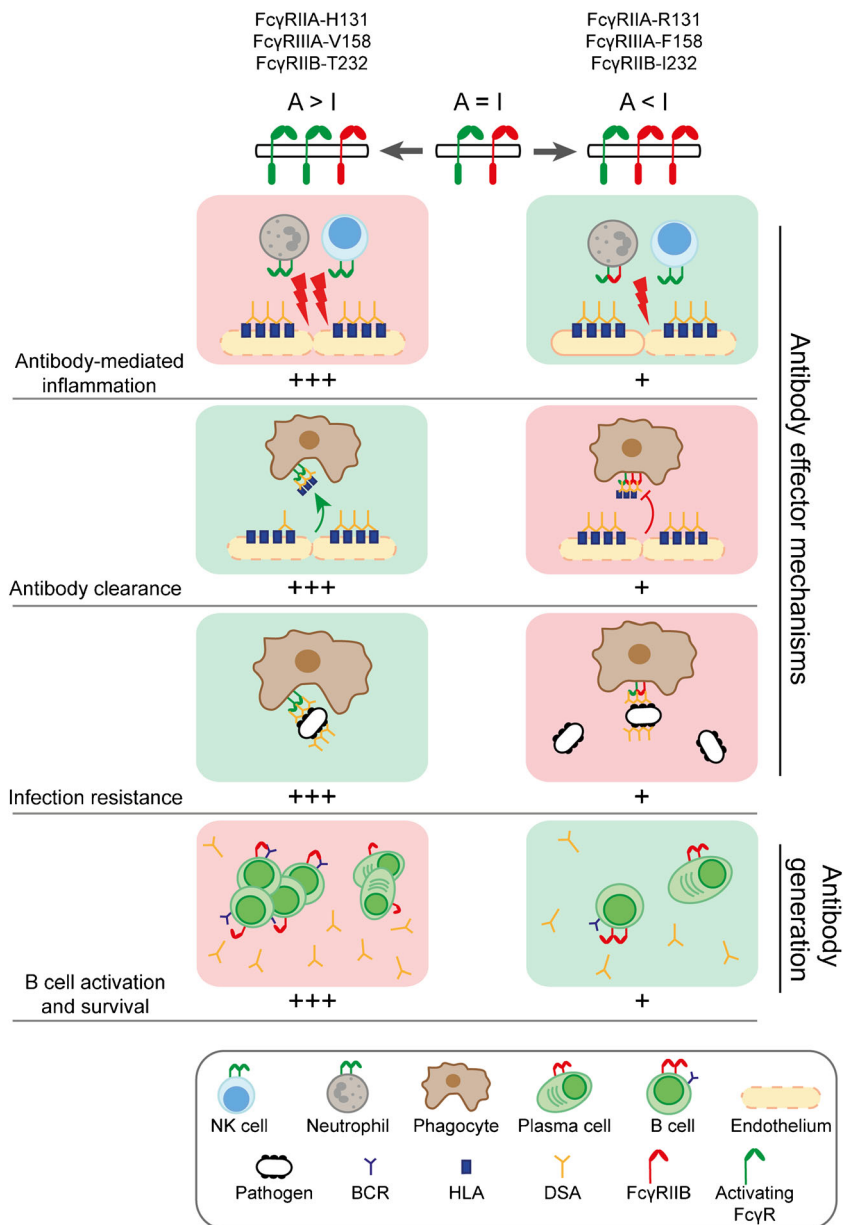 FcγRIIA-H131
FcγRIIIA-V158
FcγRIIB-T232
FcγRIIA-R131
FcγRIIIA-F158
FcγRIIB-I232
A > I
A = I
A < I
Antibody-mediated
inflammation
+++
+
Antibody clearance
+++
+
Infection resistance
+++
+
B cell activation
and survival
+++
+
Antibody effector mechanisms
Antibody
generation
NK cell
Neutrophil
Phagocyte
Plasma cell
B cell
Endothelium
Pathogen
BCR
HLA
DSA
FcγRIIB
Activating
FcγR